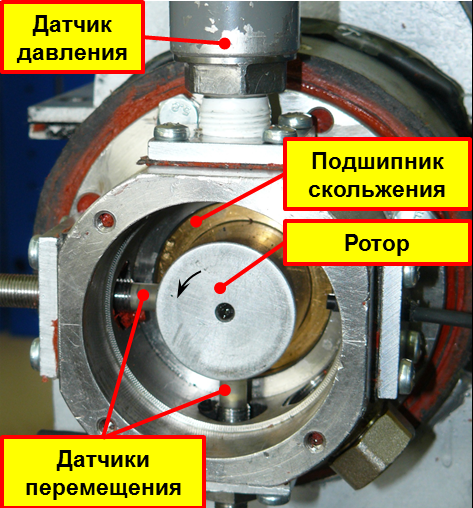 Датчик
давления
Подшипник
скольжения
Ротор
Датчики
перемещения